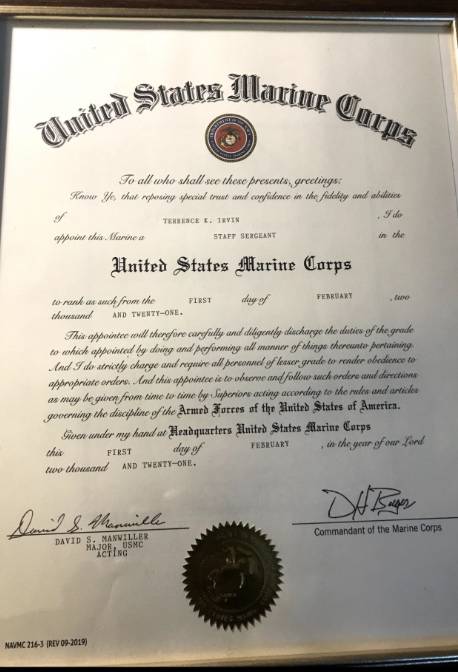 United States Marine Corps
To all who shall see these presents, greetings:
Know Ye, that reposing special trust and confidence in the fidelity and abilities
of TERRENCE K. IRVIN , I do
appoint this Marine a STAFF SERGEANT in the
United States Marine Corps
to rank as such from the FIRST day of FEBRUARY , two
thousand AND TWENTY-ONE.
This appointee will therefore carefully and diligently discharge the duties of the grade
to which appointed by doing and performing all manner of things thereunto pertaining.
And I do strictly charge and require all personnel of lesser grade to render obedience to
appropriate orders. And this appointee is to observe and follow such orders and directions
as may be given from time to time by Superiors acting according to the rules and articles
governing the discipline of the Armed Forces of the United States of America.
Given under my hand at Headquarters United States Marine Corps
this FIRST day of FEBRUARY , in the year of our Lord
two thousand AND TWENTY-ONE.
David S. Manwiller
DAVID S. MANWILLER
MAJOR, USMC
ACTING
Commandant of the Marine Corps
NAVMC 216-3 (REV 09-2019)